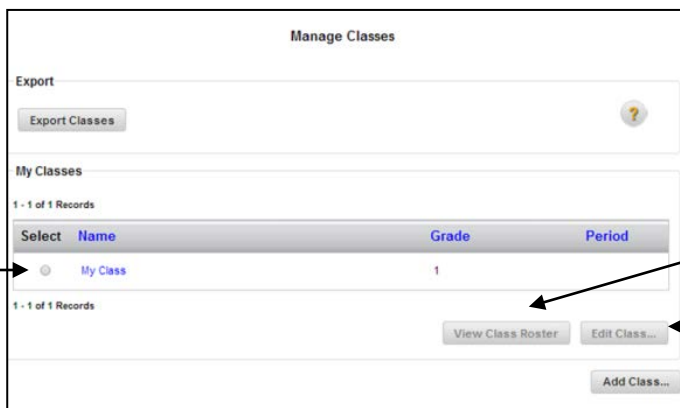 Manage Classes
Export
Export Classes
?
My Classes
1 - 1 of 1 Records
Select Name Grade Period
My Class 1
1 - 1 of 1 Records
View Class Roster Edit Class...
Add Class...